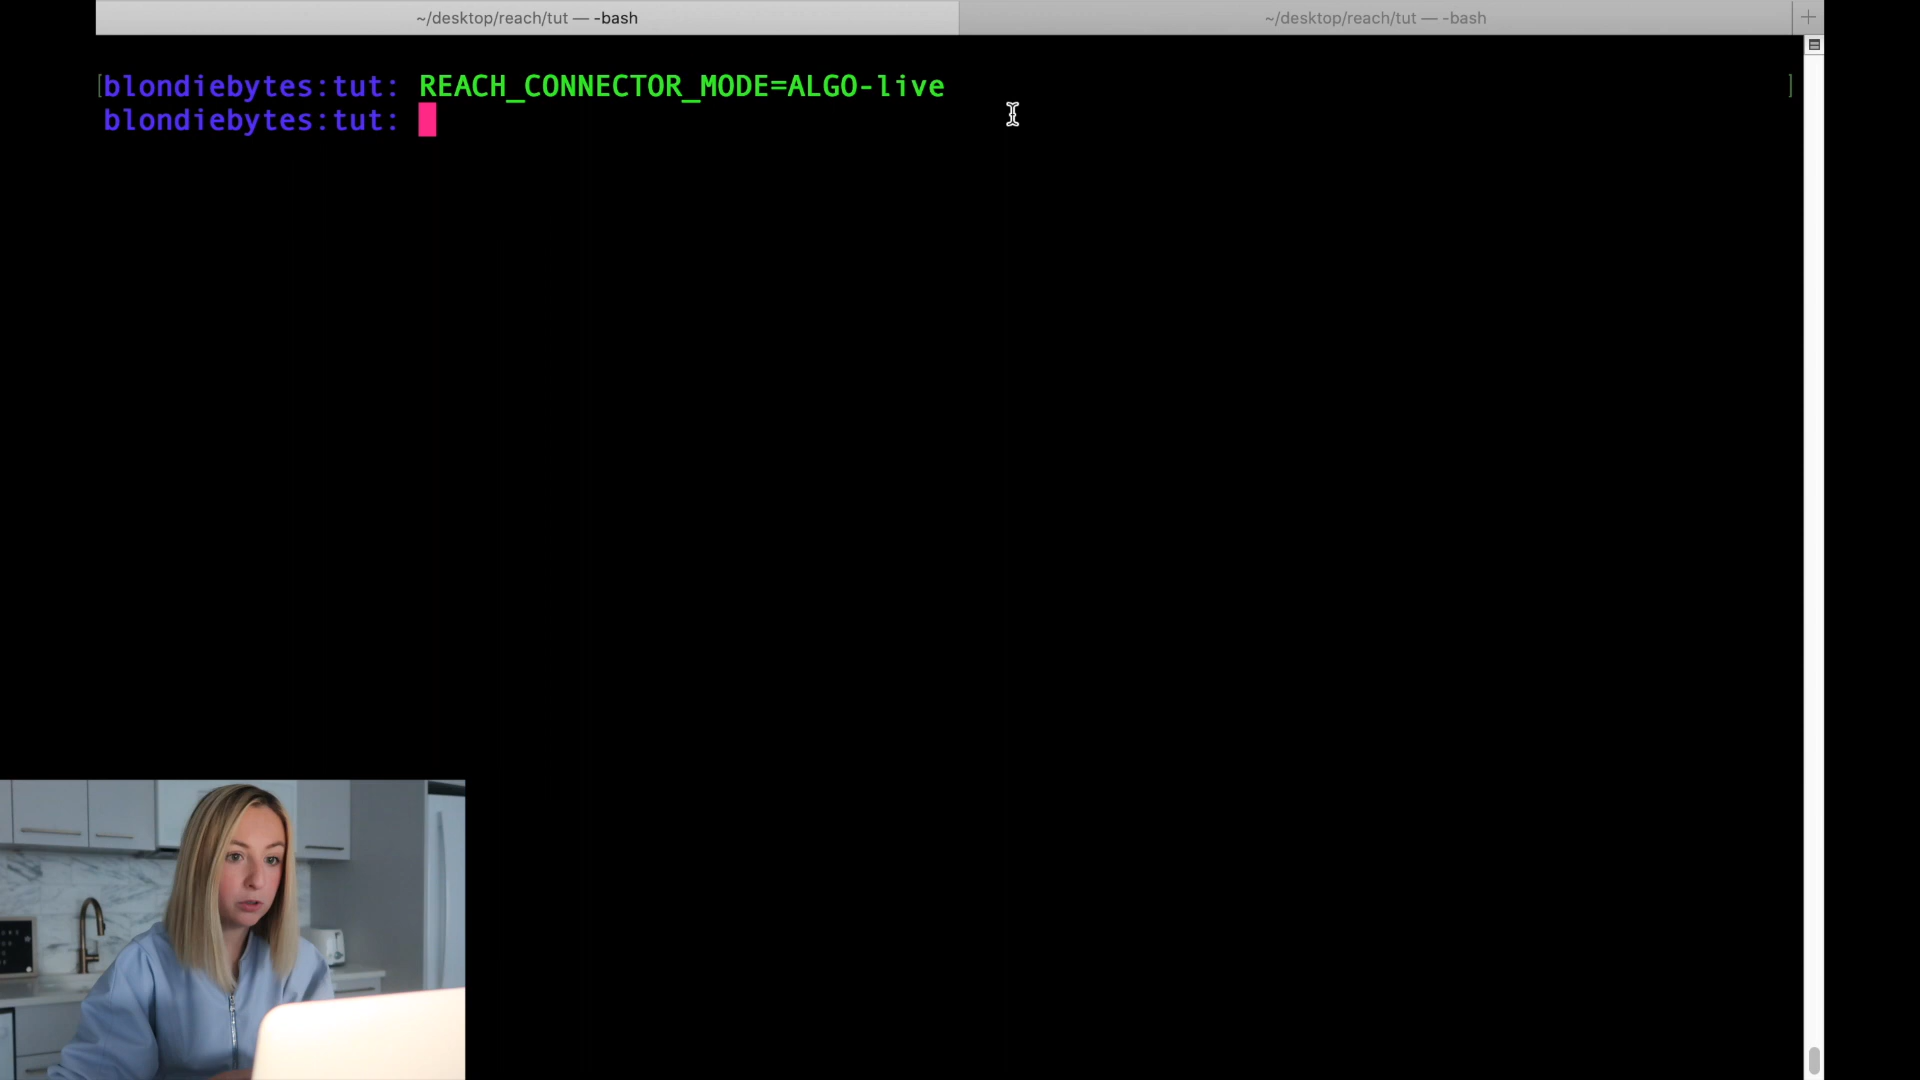 ~/desktop/reach/tut — -bash
~/desktop/reach/tut — -bash
blondiebytes:tut: REACH_CONNECTOR_MODE=ALGO-live
blondiebytes:tut: